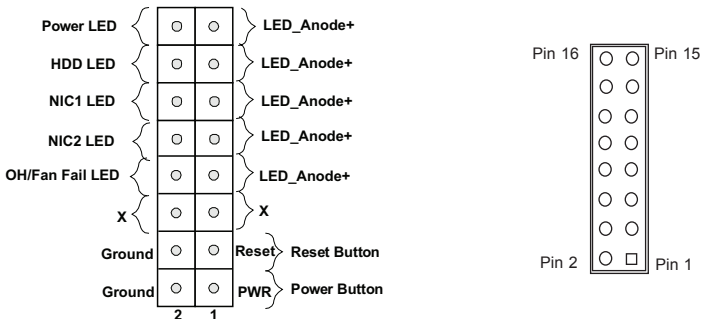 Power LED LED_Anode+
HDD LED LED_Anode+
NIC1 LED LED_Anode+
NIC2 LED LED_Anode+
OH/Fan Fail LED LED_Anode+
X X
Ground Reset Reset Button
Ground PWR Power Button
2 1
Pin 16 Pin 15
Pin 2 Pin 1